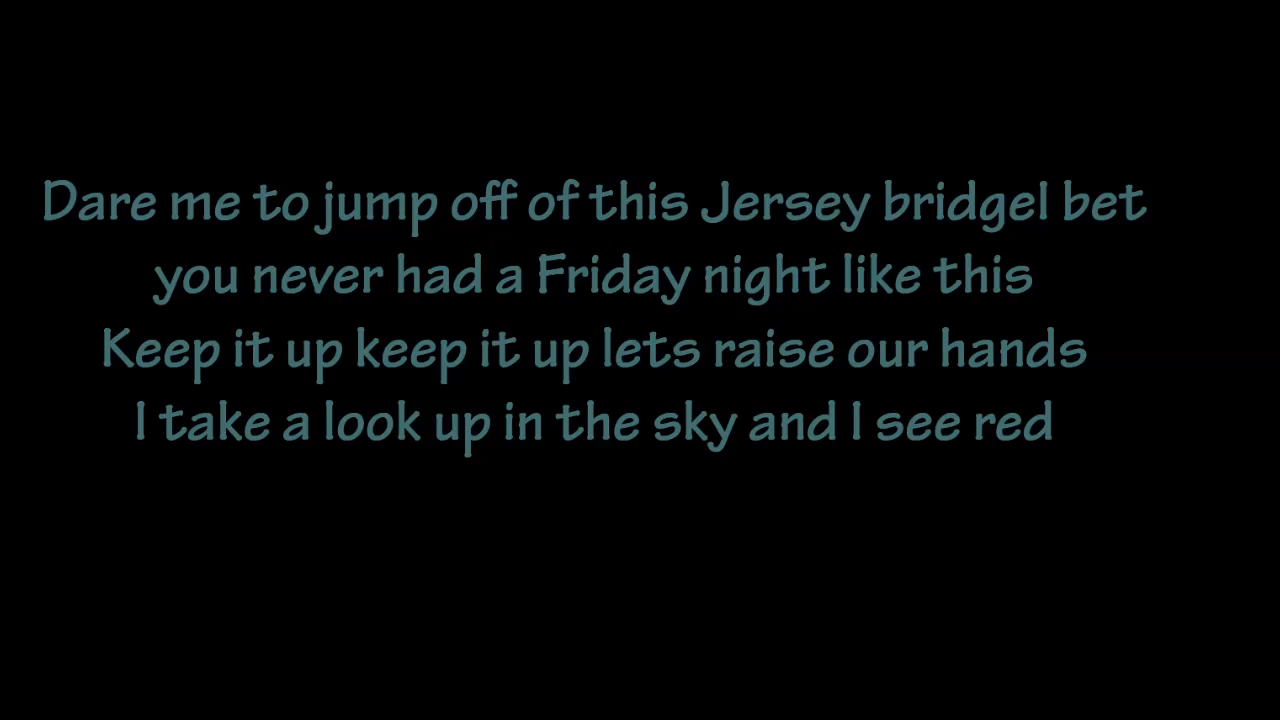 Dare me to jump off of this Jersey bridgeI bet
you never had a Friday night like this
Keep it up keep it up lets raise our hands
I take a look up in the sky and I see red